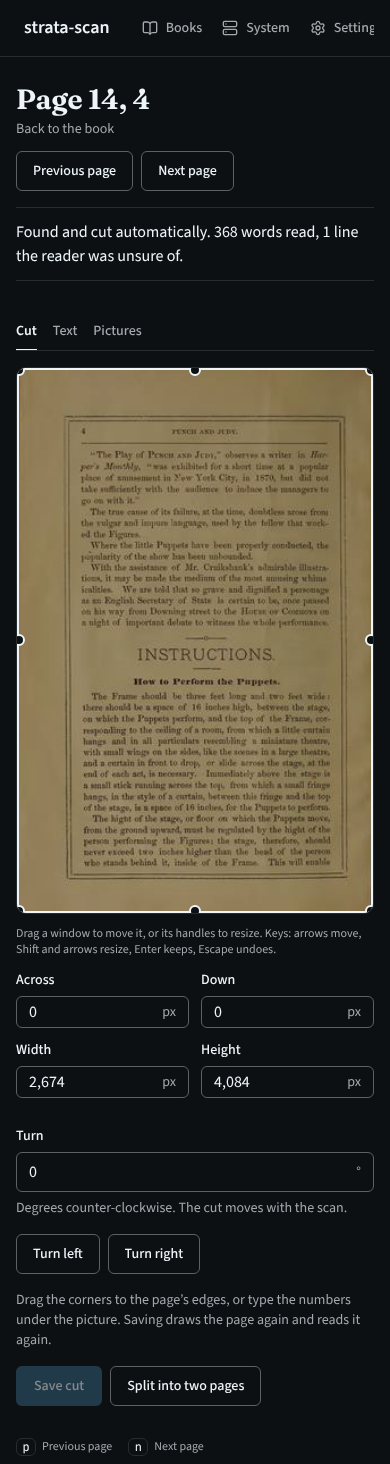 strata-scan
Books
System
Setting
Page 14, 4
Back to the book
Previous page
Next page
Found and cut automatically. 368 words read, 1 line
the reader was unsure of.
Cut
Text
Pictures
4
PUNCH AND JUDY.
"The Play of PUNCH AND JUDY," observes a writer in Har-
per's Monthly, "was exhibited for a short time at a popular
place of amusement in New York City, in 1870, but did not
take sufficiently with the audience to induce the managers to
go on with it."
The true cause of its failure, at the time, doubtless arose from
the vulgar and impure language, used by the fellow that work-
ed the Figures.
Where the little Puppets have been properly conducted, the
popularity of the show has been unbounded.
With the assistance of Mr. Cruikshank's admirable illustra-
tions, it may be made the medium of the most amusing whims
icalities. We are told that so grave and dignified a personage
as an English Secretary of State is certain to be, once paused
on his way from Downing street to the HOUSE OF COMMONS on
a night of important debate to witness the whole performance.
INSTRUCTIONS.
How to Perform the Puppets.
The Frame should be three feet long and two feet wide;
there should be a space of 16 inches high, between the stage,
on which the Puppets perform, and the top of the Frame, cor-
responding to the ceiling of a room, from which a little curtain
hangs and in all particulars resembling a miniature theatre,
with small wings on the sides, like the scenes in a large theatre,
and a curtain in front to drop, or slide across the stage, at the
end of each act, is necessary. Immediately above the stage is
a small stick running across the top, from which a small fringe
hangs, in the style of a curtain, between this fringe and the top
of the stage, is a space of 16 inches, for the Puppets to perform.
The hight of the stage, or floor on which the Puppets move,
from the ground upward, must be regulated by the hight of the
person performing the Figures; the stage, therefore, should
never exceed two inches higher than the head of the person
who stands behind it, inside of the Frame. This will enable
Drag a window to move it, or its handles to resize. Keys: arrows move,
Shift and arrows resize, Enter keeps, Escape undoes.
Across
Down
0 px
0 px
Width
Height
2,674 px
4,084 px
Turn
0 °
Degrees counter-clockwise. The cut moves with the scan.
Turn left
Turn right
Drag the corners to the page's edges, or type the numbers
under the picture. Saving draws the page again and reads it
again.
Save cut
Split into two pages
p Previous page
n Next page